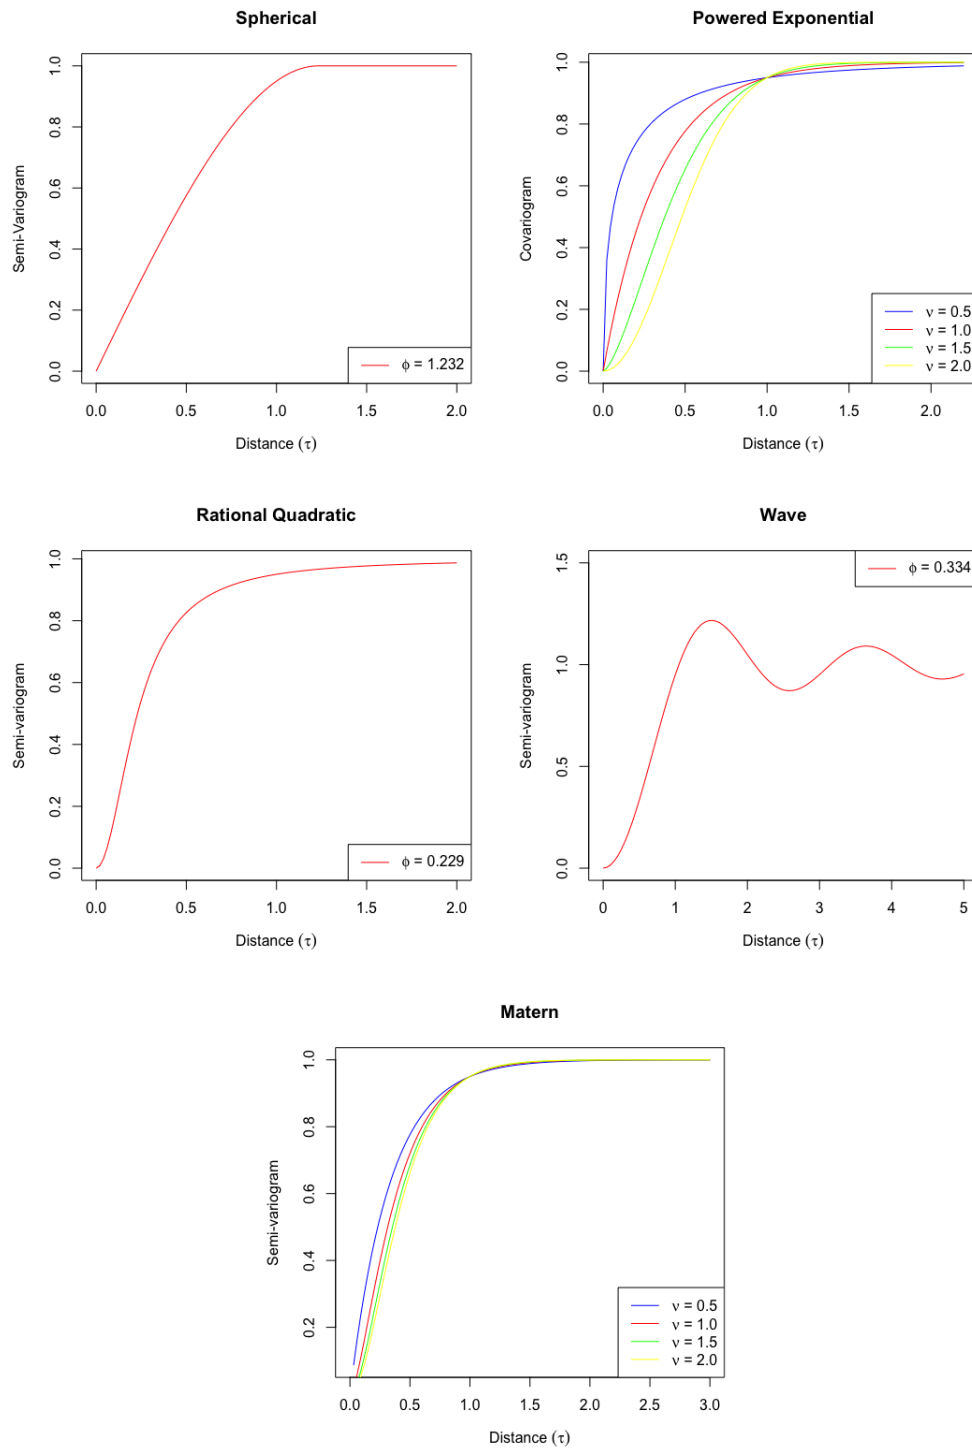 Spherical
Semi-Variogram
0.0 0.2 0.4 0.6 0.8 1.0
ϕ = 1.232
0.0 0.5 1.0 1.5 2.0
Distance (τ)
Powered Exponential
Covariogram
0.0 0.2 0.4 0.6 0.8 1.0
ν = 0.5
ν = 1.0
ν = 1.5
ν = 2.0
0.0 0.5 1.0 1.5 2.0
Distance (τ)
Rational Quadratic
Semi-variogram
0.0 0.2 0.4 0.6 0.8 1.0
ϕ = 0.229
0.0 0.5 1.0 1.5 2.0
Distance (τ)
Wave
Semi-variogram
0.0 0.5 1.0 1.5
ϕ = 0.334
0 1 2 3 4 5
Distance (τ)
Matern
Semi-variogram
0.2 0.4 0.6 0.8 1.0
ν = 0.5
ν = 1.0
ν = 1.5
ν = 2.0
0.0 0.5 1.0 1.5 2.0 2.5 3.0
Distance (τ)